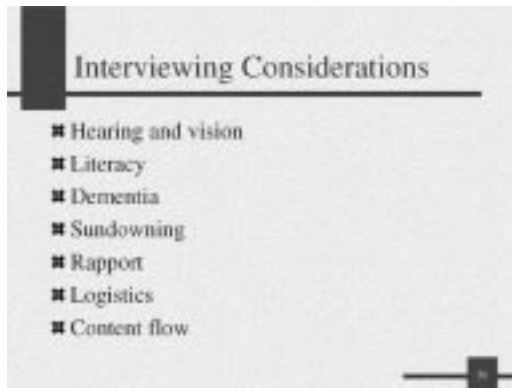 Interviewing Considerations
Hearing and vision
Literacy
Dementia
Sundowning
Rapport
Logistics
Content flow